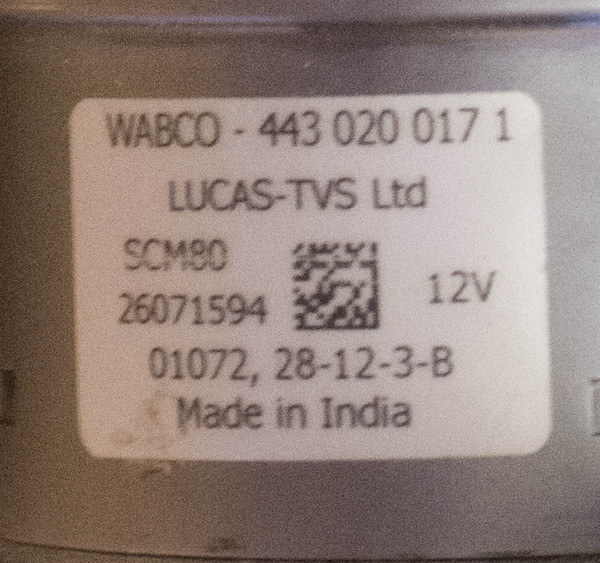 WABCO - 443 020 017 1
LUCAS-TVS Ltd
SCM80
26071594
12V
01072, 28-12-3-B
Made in India